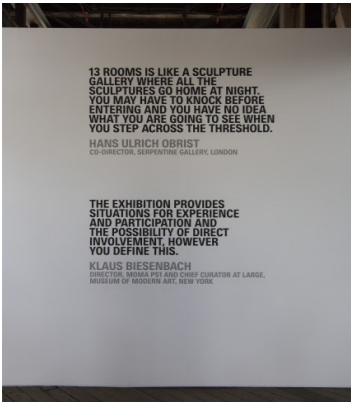 13 ROOMS IS LIKE A SCULPTURE
GALLERY WHERE ALL THE
SCULPTURES GO HOME AT NIGHT.
YOU MAY HAVE TO KNOCK BEFORE
ENTERING AND YOU HAVE NO IDEA
WHAT YOU ARE GOING TO SEE WHEN
YOU STEP ACROSS THE THRESHOLD.
HANS ULRICH OBRIST
CO-DIRECTOR, SERPENTINE GALLERY, LONDON
THE EXHIBITION PROVIDES
SITUATIONS FOR EXPERIENCE
AND PARTICIPATION AND
THE POSSIBILITY OF DIRECT
INVOLVEMENT, HOWEVER
YOU DEFINE THIS.
KLAUS BIESENBACH
DIRECTOR, MOMA PS1 AND CHIEF CURATOR AT LARGE,
MUSEUM OF MODERN ART, NEW YORK